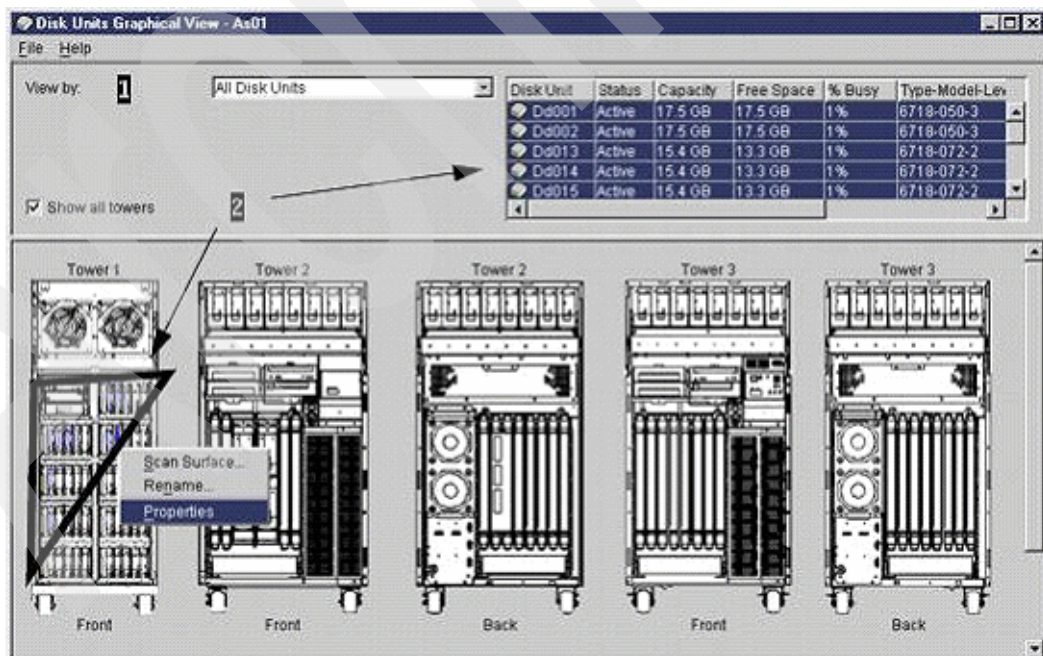 Disk Units Graphical View - As01
File Help
View by: 1 All Disk Units
Disk Unit Status Capacity Free Space % Busy Type-Model-Lev
Dd001 Active 17.5 GB 17.5 GB 1% 6718-050-3
Dd002 Active 17.5 GB 17.5 GB 1% 6718-050-3
Dd013 Active 15.4 GB 13.3 GB 1% 6718-072-2
Dd014 Active 15.4 GB 13.3 GB 1% 6718-072-2
Dd015 Active 15.4 GB 13.3 GB 1% 6718-072-2
Show all towers 2
Tower 1 Tower 2 Tower 2 Tower 3 Tower 3
Scan Surface...
Rename...
Properties
Front Front Back Front Back